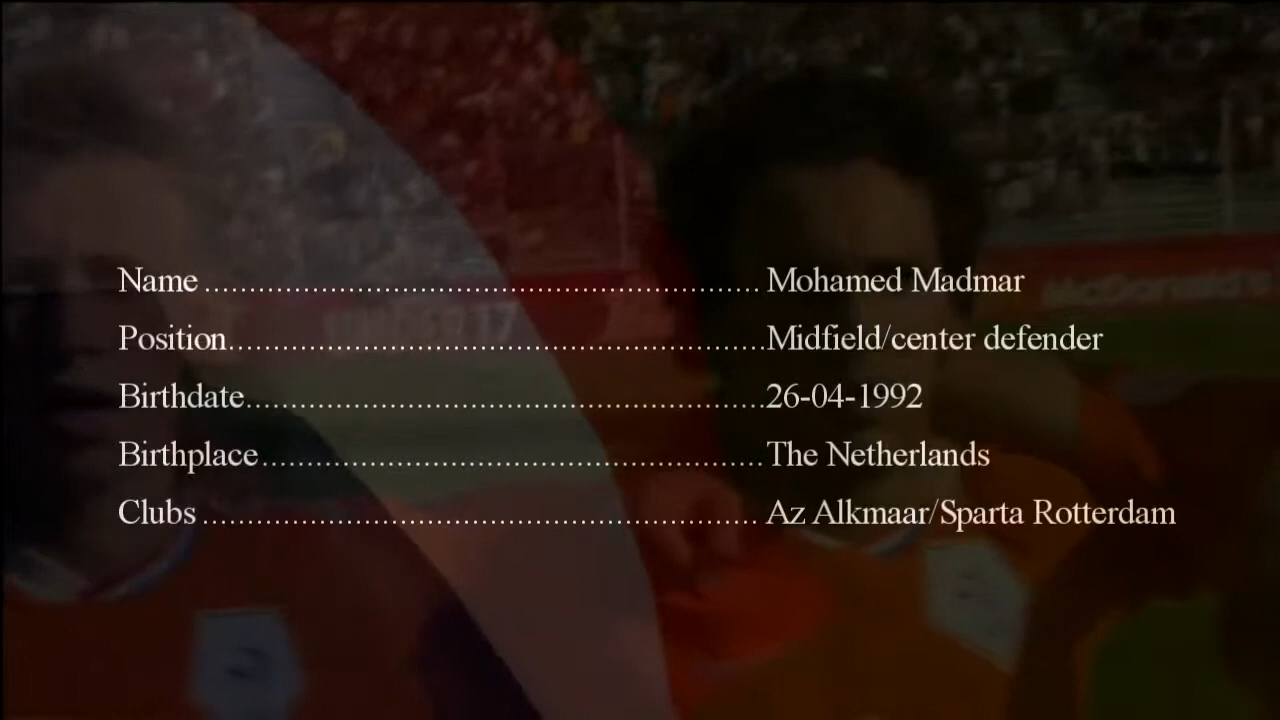 Name ............................................................... Mohamed Madmar
Position............................................................Midfield/center defender
Birthdate..........................................................26-04-1992
Birthplace........................................................The Netherlands
Clubs ............................................................... Az Alkmaar/Sparta Rotterdam
McDonald's